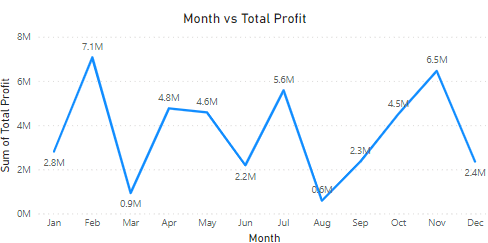 Month vs Total Profit
Sum of Total Profit
8M
6M
4M
2M
0M
2.8M
7.1M
0.9M
4.8M
4.6M
2.2M
5.6M
0.6M
2.3M
4.5M
6.5M
2.4M
Jan Feb Mar Apr May Jun Jul Aug Sep Oct Nov Dec
Month